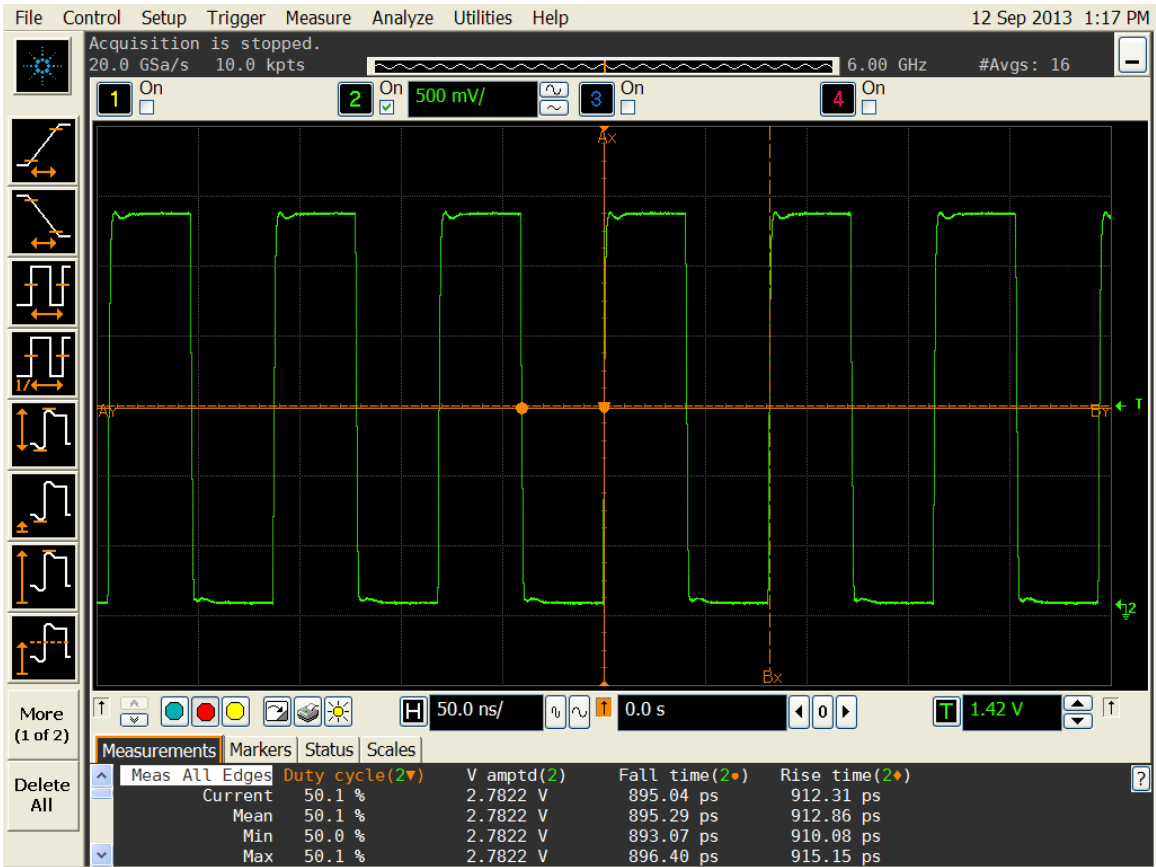 File Control Setup Trigger Measure Analyze Utilities Help 12 Sep 2013 1:17 PM
Acquisition is stopped.
20.0 GSa/s 10.0 kpts 6.00 GHz #Avgs: 16
1 On 2 On 500 mV/ 3 On 4 On
Ax
AY BY T
2
Bx
1/
More
(1 of 2)
Delete
All
H 50.0 ns/ 0.0 s 0 T 1.42 V
Measurements Markers Status Scales
Meas All Edges Duty cycle(2▼) V amptd(2) Fall time(2●) Rise time(2♦) ?
Current 50.1 % 2.7822 V 895.04 ps 912.31 ps
Mean 50.1 % 2.7822 V 895.29 ps 912.86 ps
Min 50.0 % 2.7822 V 893.07 ps 910.08 ps
Max 50.1 % 2.7822 V 896.40 ps 915.15 ps